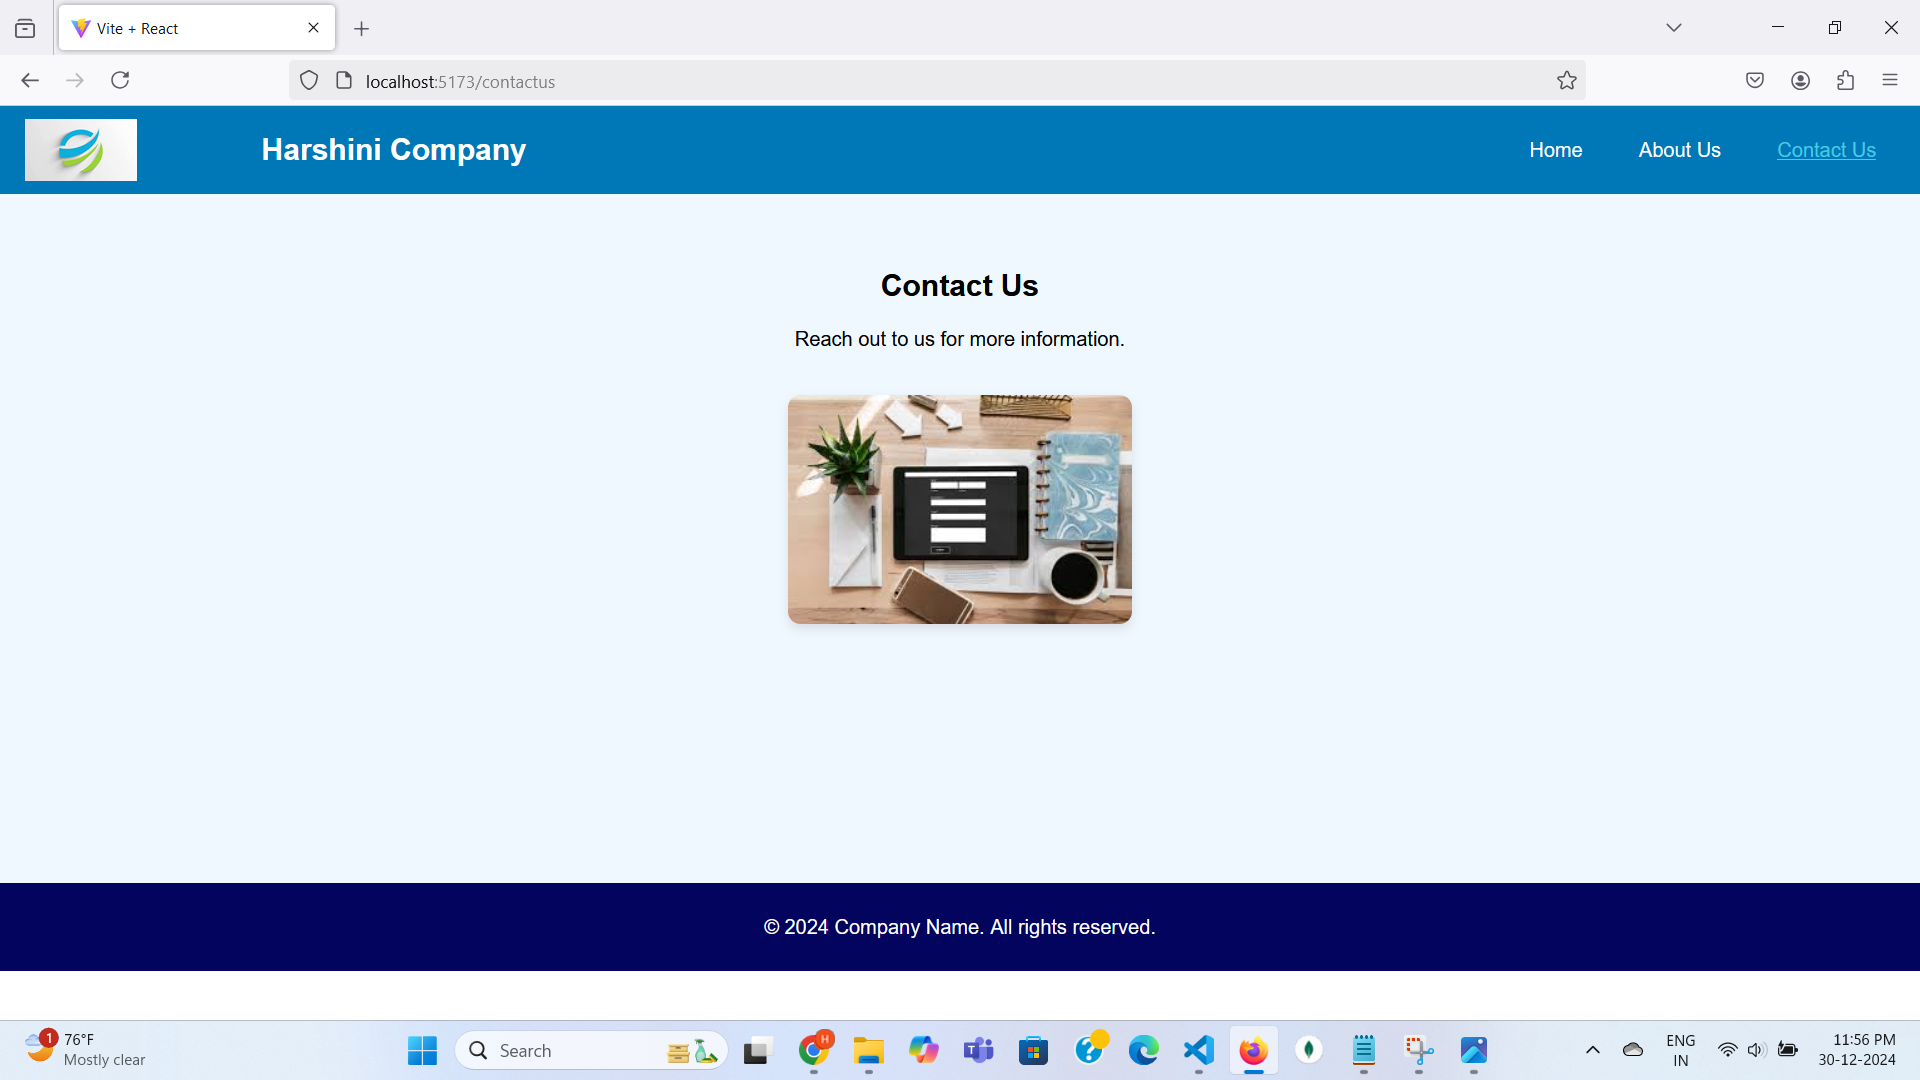 Vite + React
localhost:5173/contactus
Harshini Company
Home
About Us
Contact Us
Contact Us
Reach out to us for more information.
© 2024 Company Name. All rights reserved.
1
76°F
Mostly clear
Search
H
ENG
IN
11:56 PM
30-12-2024